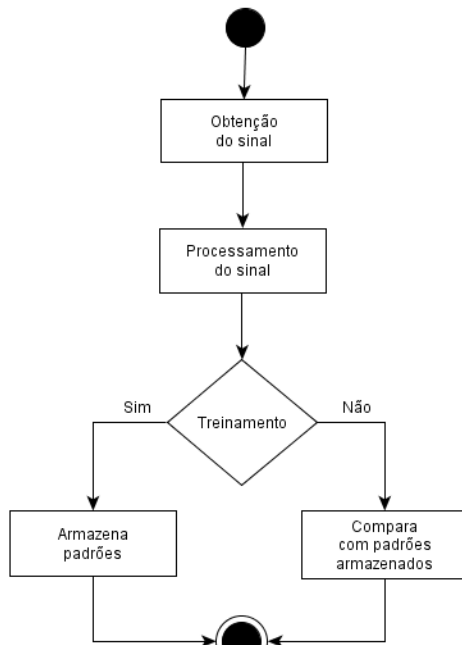 Obtenção
do sinal
Processamento
do sinal
Treinamento
Sim
Não
Armazena
padrões
Compara
com padrões
armazenados